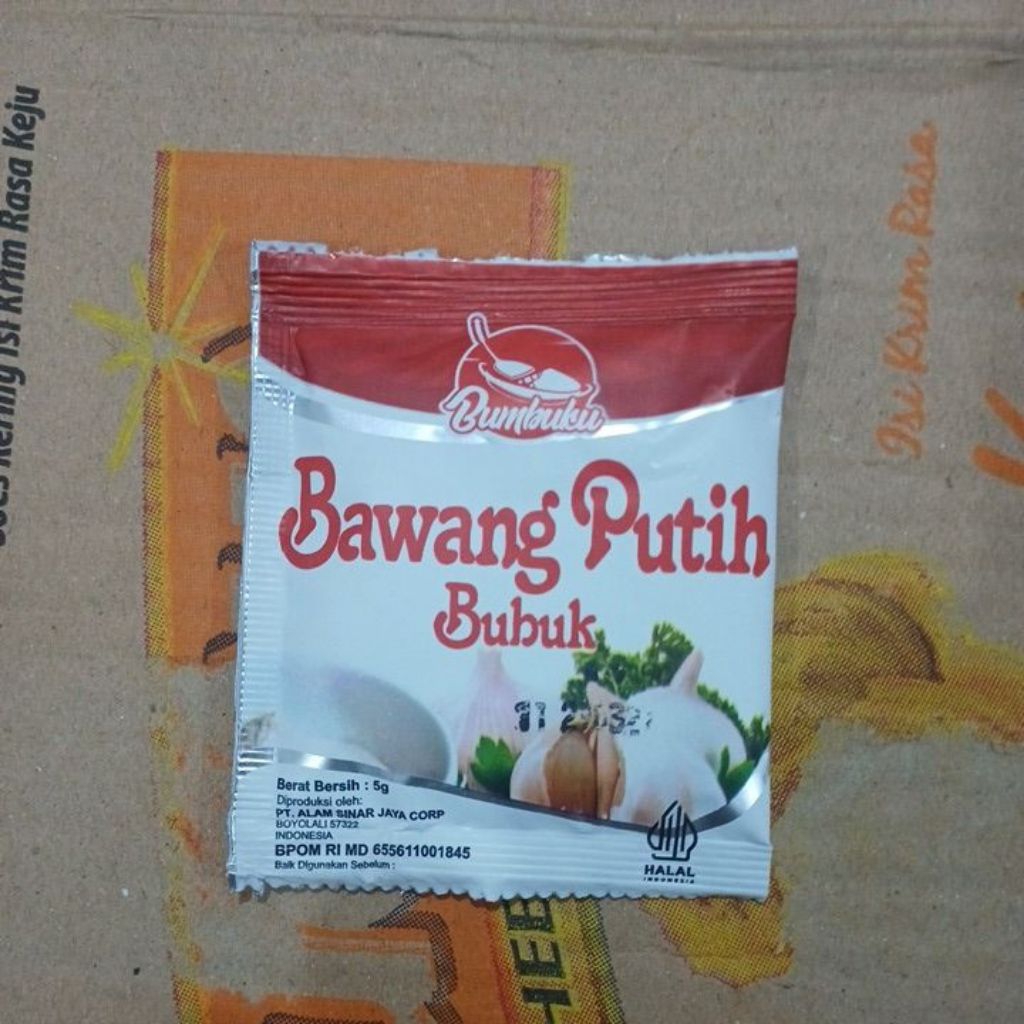 Bumbuku
Bawang Putih
Bubuk
Berat Bersih : 5g
Diproduksi oleh:
PT. ALAM SINAR JAYA CORP
BOYOLALI 57322
INDONESIA
BPOM RI MD 655611001845
Baik Digunakan Sebelum :
HALAL
INDONESIA
Isi Krim Rasa Keju
Isi Krim Rasa